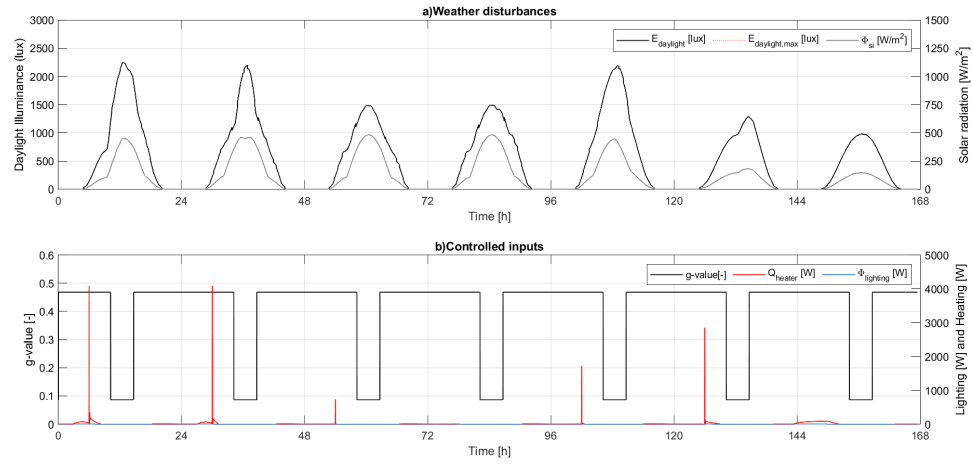 a)Weather disturbances
E_daylight [lux] E_daylight,max [lux] Φ_si [W/m^2]
Daylight Illuminance (lux)
3000
2500
2000
1500
1000
500
0
Solar radiation [W/m^2]
1500
1250
1000
750
500
250
0
0 24 48 72 96 120 144 168
Time [h]
b)Controlled inputs
g-value[-] Q_heater [W] Φ_lighting [W]
g-value [-]
0.6
0.5
0.4
0.3
0.2
0.1
0
Lighting [W] and Heating [W]
5000
4000
3000
2000
1000
0
0 24 48 72 96 120 144 168
Time [h]